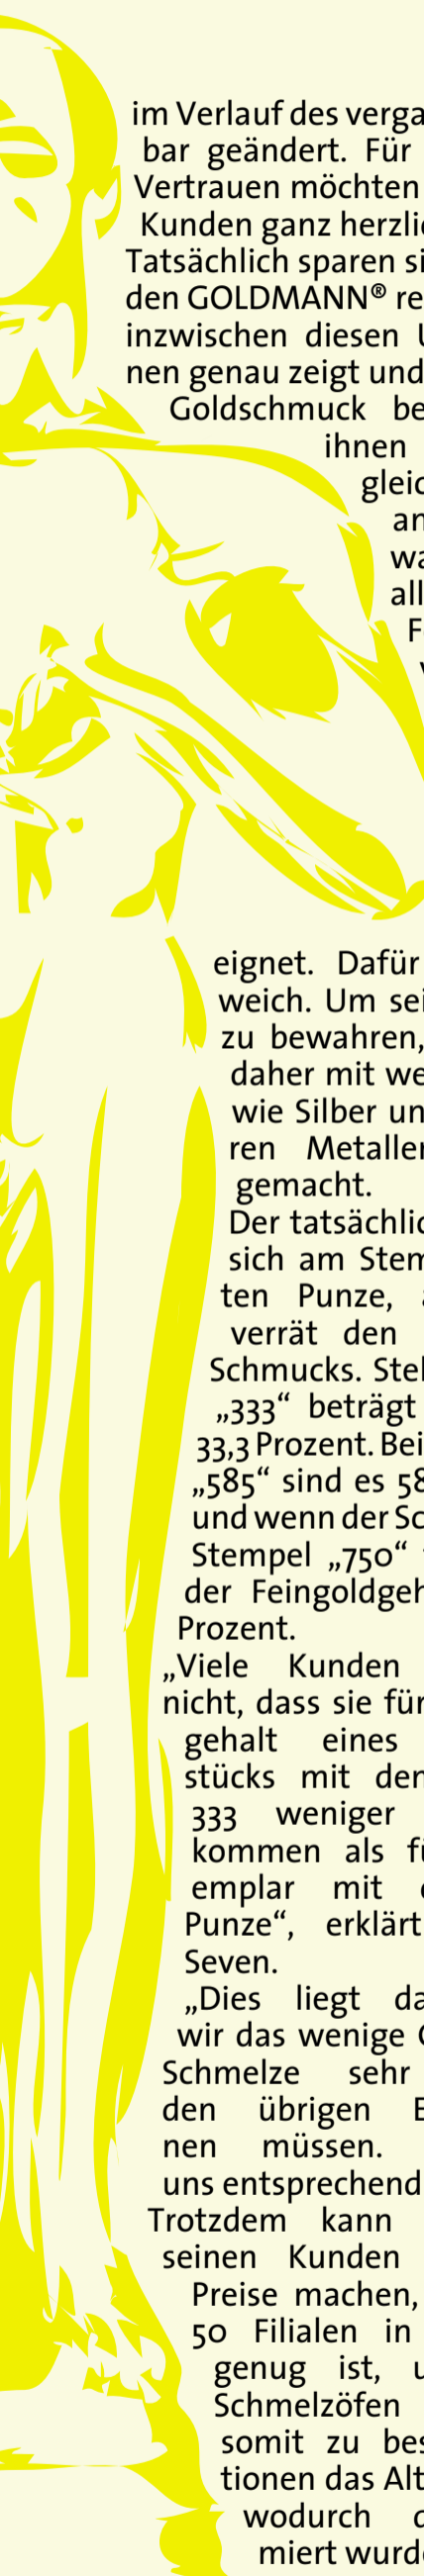 im Verlauf des verga
bar geändert. Für
Vertrauen möchten
Kunden ganz herzli
Tatsächlich sparen si
den GOLDMANN® re
inzwischen diesen U
nen genau zeigt und
Goldschmuck be
ihnen
gleic
an
wa
all
F
eignet. Dafür
weich. Um sei
zu bewahren,
daher mit we
wie Silber un
ren Metaller
gemacht.
Der tatsächlic
sich am Stem
ten Punze,
verrät den
Schmucks. Stel
„333“ beträgt
33,3 Prozent. Bei
„585“ sind es 58
und wenn der Sc
Stempel „750“
der Feingoldgeh
Prozent.
„Viele Kunden
nicht, dass sie für
gehalt eines
stücks mit den
333 weniger
kommen als fü
emplar mit
Punze“, erklärt
Seven.
„Dies liegt da
wir das wenige
Schmelze sehr
den übrigen
nen müssen.
uns entsprechend
Trotzdem kann
seinen Kunden
Preise machen,
50 Filialen in
genug ist, u
Schmelzöfen
somit zu bes
tionen das Alt
wodurch d
miert wurde